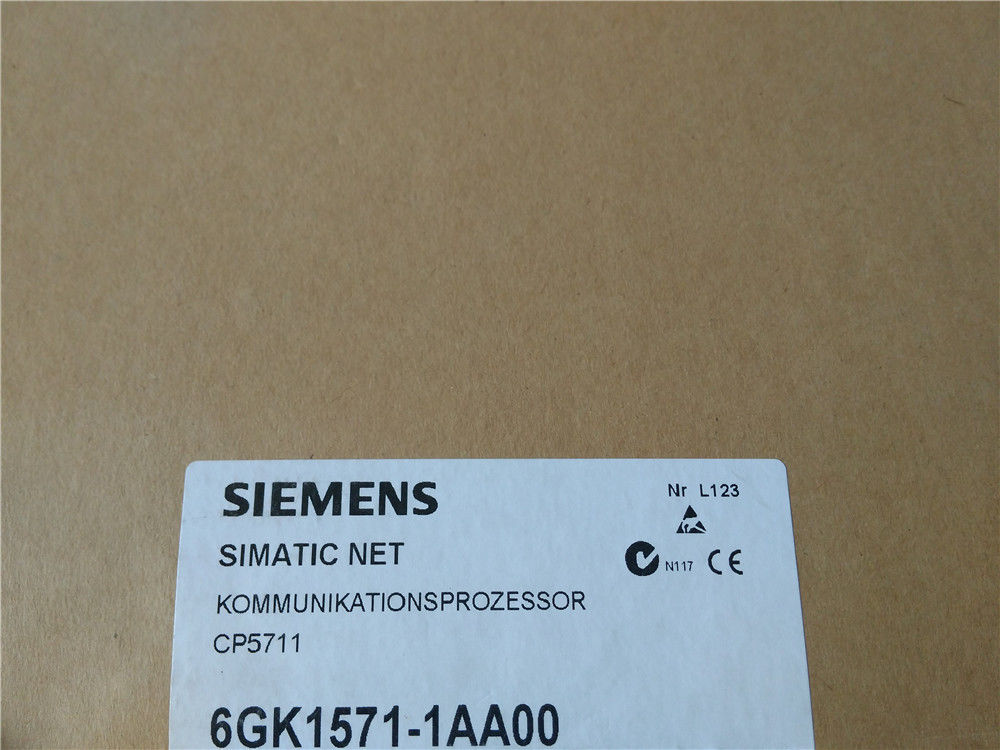 SIEMENS
Nr L123
SIMATIC NET
N117 CE
KOMMUNIKATIONSPROZESSOR
CP5711
6GK1571-1AA00